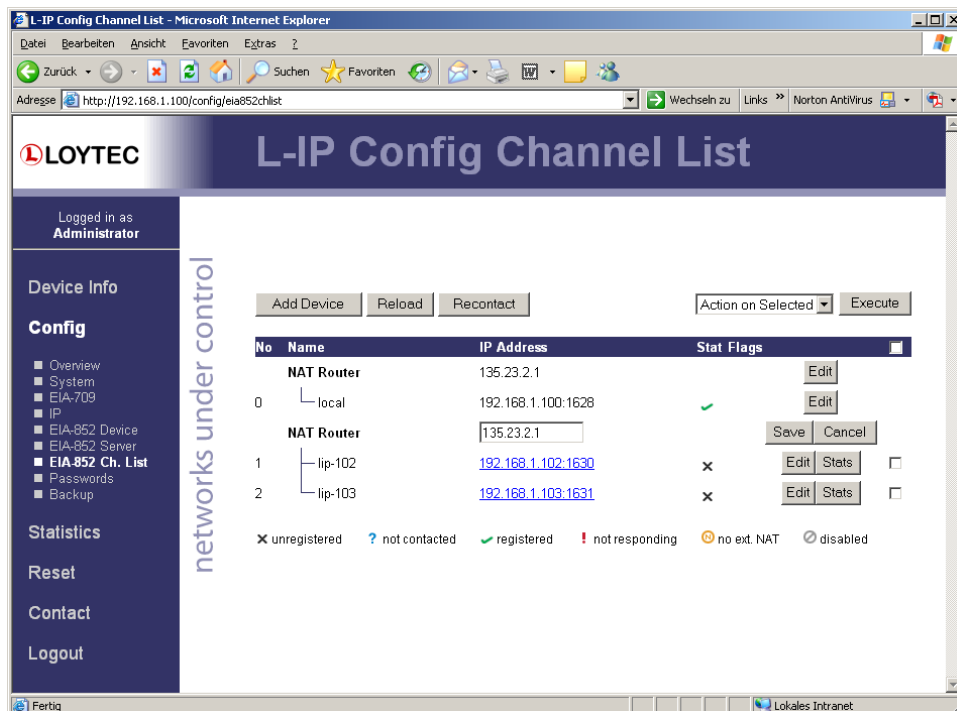 L-IP Config Channel List - Microsoft Internet Explorer
Datei Bearbeiten Ansicht Favoriten Extras ?
Zurück Suchen Favoriten
Adresse http://192.168.1.100/config/eia852chlist Wechseln zu Links » Norton AntiVirus
LOYTEC
L-IP Config Channel List
Logged in as
Administrator
Device Info
Config
Overview
System
EIA-709
IP
EIA-852 Device
EIA-852 Server
EIA-852 Ch. List
Passwords
Backup
Statistics
Reset
Contact
Logout
networks under control
Add Device Reload Recontact Action on Selected Execute
No Name IP Address Stat Flags
NAT Router 135.23.2.1 Edit
0 local 192.168.1.100:1628 Edit
NAT Router 135.23.2.1 Save Cancel
1 lip-102 192.168.1.102:1630 Edit Stats
2 lip-103 192.168.1.103:1631 Edit Stats
unregistered ? not contacted registered ! not responding N no ext. NAT disabled
Fertig Lokales Intranet